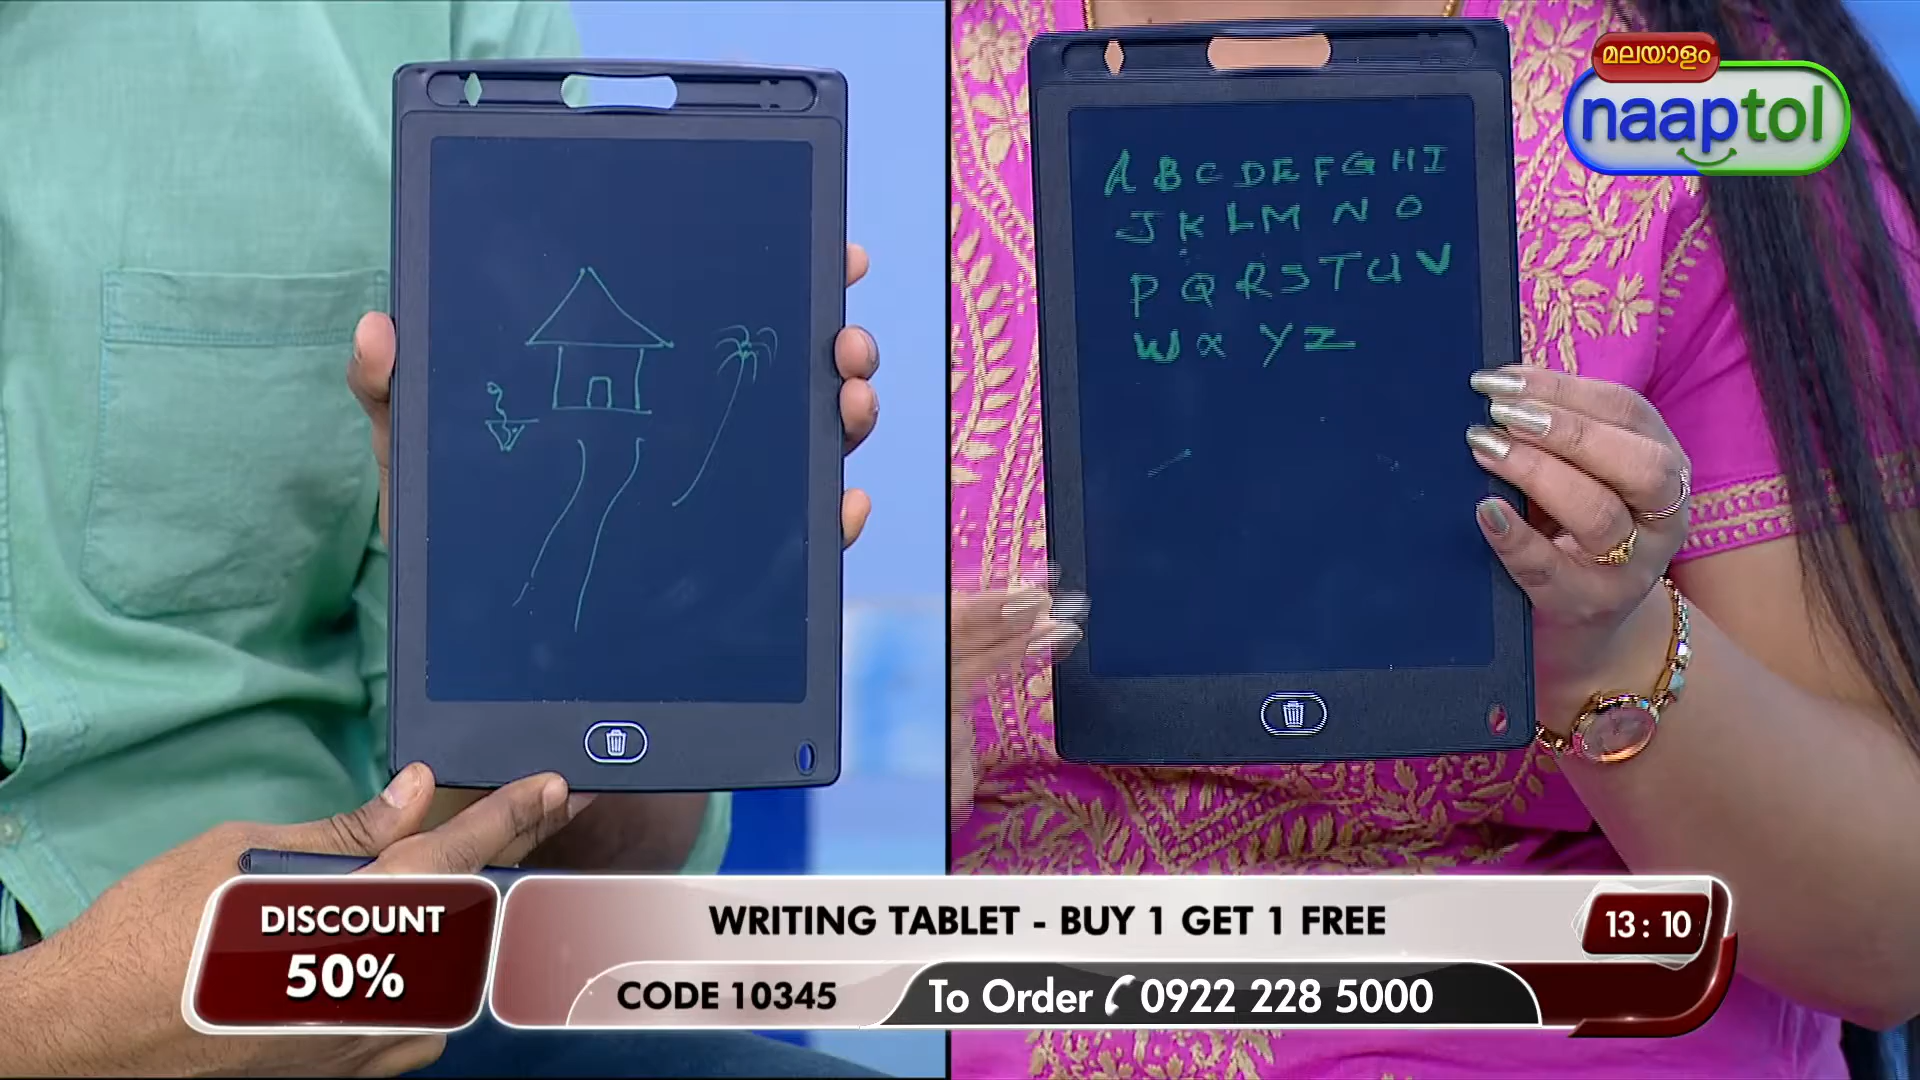 മലയാളം
naaptol
A B C D E F G H I
J K L M N O
P Q R S T U V
W X Y Z
DISCOUNT
50%
WRITING TABLET - BUY 1 GET 1 FREE
13 : 10
CODE 10345
To Order 0922 228 5000